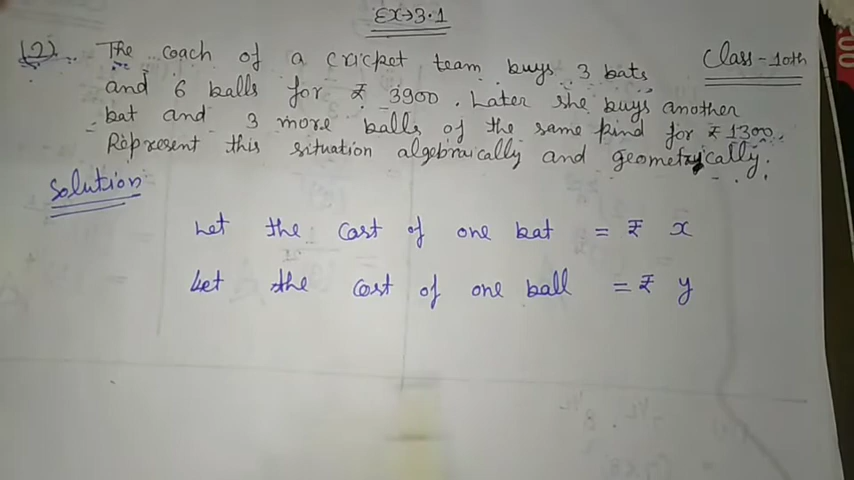 Ex→3.1
(2). The coach of a cricket team buys 3 bats
Class-10th
and 6 balls for ₹ 3900. Later she buys another
bat and 3 more balls of the same kind for ₹1300.
Represent this situation algebraically and geometrically.
Solution
Let the cost of one bat = ₹ x
Let the cost of one ball = ₹ y